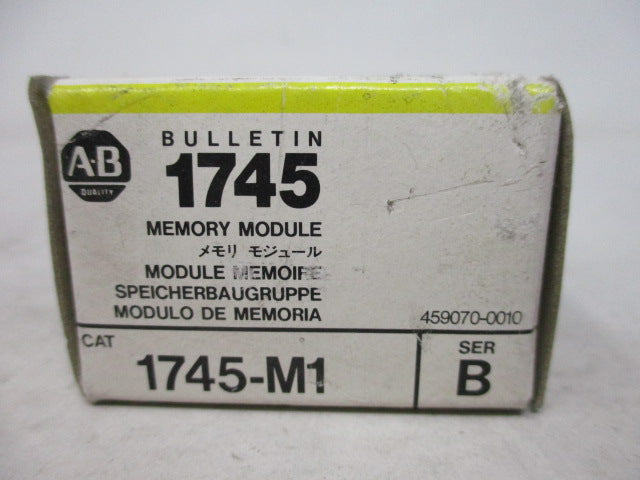 A·B
QUALITY
BULLETIN
1745
MEMORY MODULE
メモリ モジュール
MODULE MEMOIRE
SPEICHERBAUGRUPPE
MODULO DE MEMORIA
459070-0010
CAT
1745-M1
SER
B